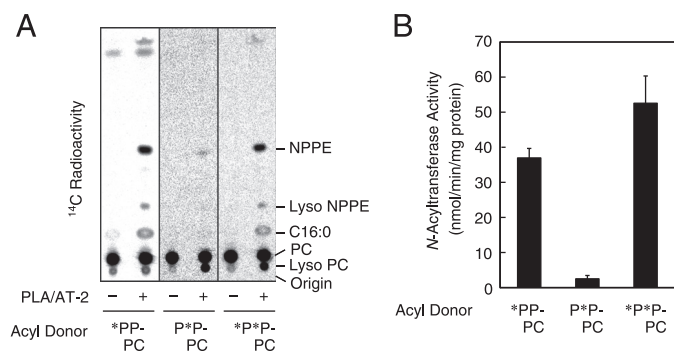 A
¹⁴C Radioactivity
NPPE
Lyso NPPE
C16:0
PC
Lyso PC
Origin
PLA/AT-2 − + − + − +
Acyl Donor *PP-PC P*P-PC *P*P-PC
B
N-Acyltransferase Activity
(nmol/min/mg protein)
70
60
50
40
30
20
10
0
Acyl Donor *PP-PC P*P-PC *P*P-PC